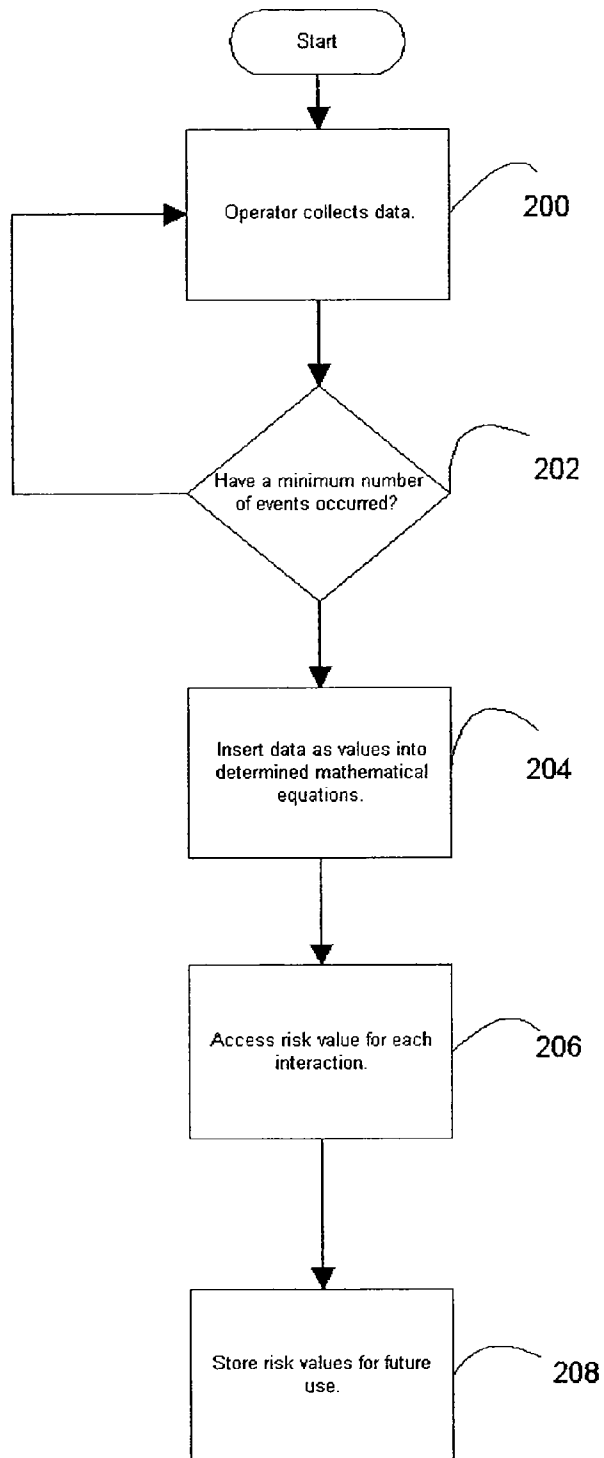 Start
Operator collects data.
200
Have a minimum number
of events occurred?
202
Insert data as values into
determined mathematical
equations.
204
Access risk value for each
interaction.
206
Store risk values for future
use.
208